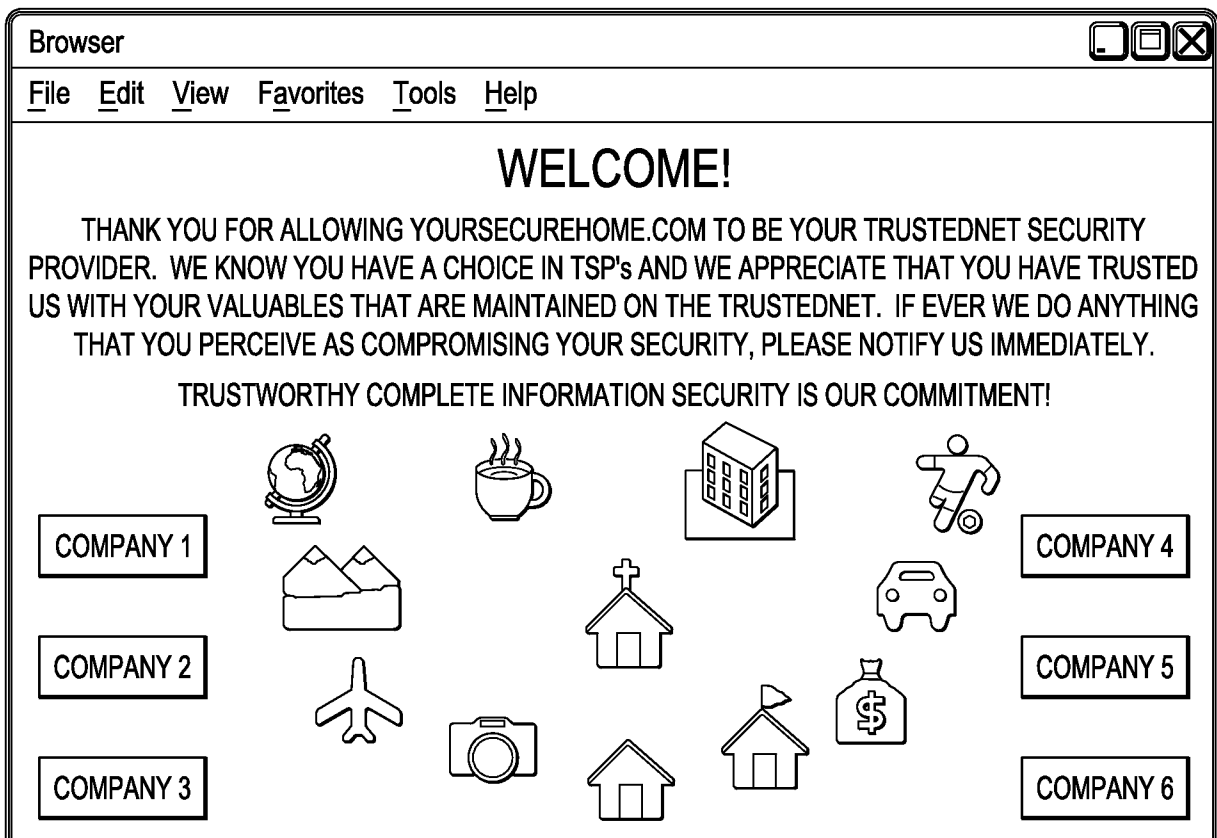 Browser
File Edit View Favorites Tools Help
WELCOME!
THANK YOU FOR ALLOWING YOURSECUREHOME.COM TO BE YOUR TRUSTEDNET SECURITY
PROVIDER. WE KNOW YOU HAVE A CHOICE IN TSP's AND WE APPRECIATE THAT YOU HAVE TRUSTED
US WITH YOUR VALUABLES THAT ARE MAINTAINED ON THE TRUSTEDNET. IF EVER WE DO ANYTHING
THAT YOU PERCEIVE AS COMPROMISING YOUR SECURITY, PLEASE NOTIFY US IMMEDIATELY.
TRUSTWORTHY COMPLETE INFORMATION SECURITY IS OUR COMMITMENT!
COMPANY 1
COMPANY 4
COMPANY 2
COMPANY 5
$
COMPANY 3
COMPANY 6